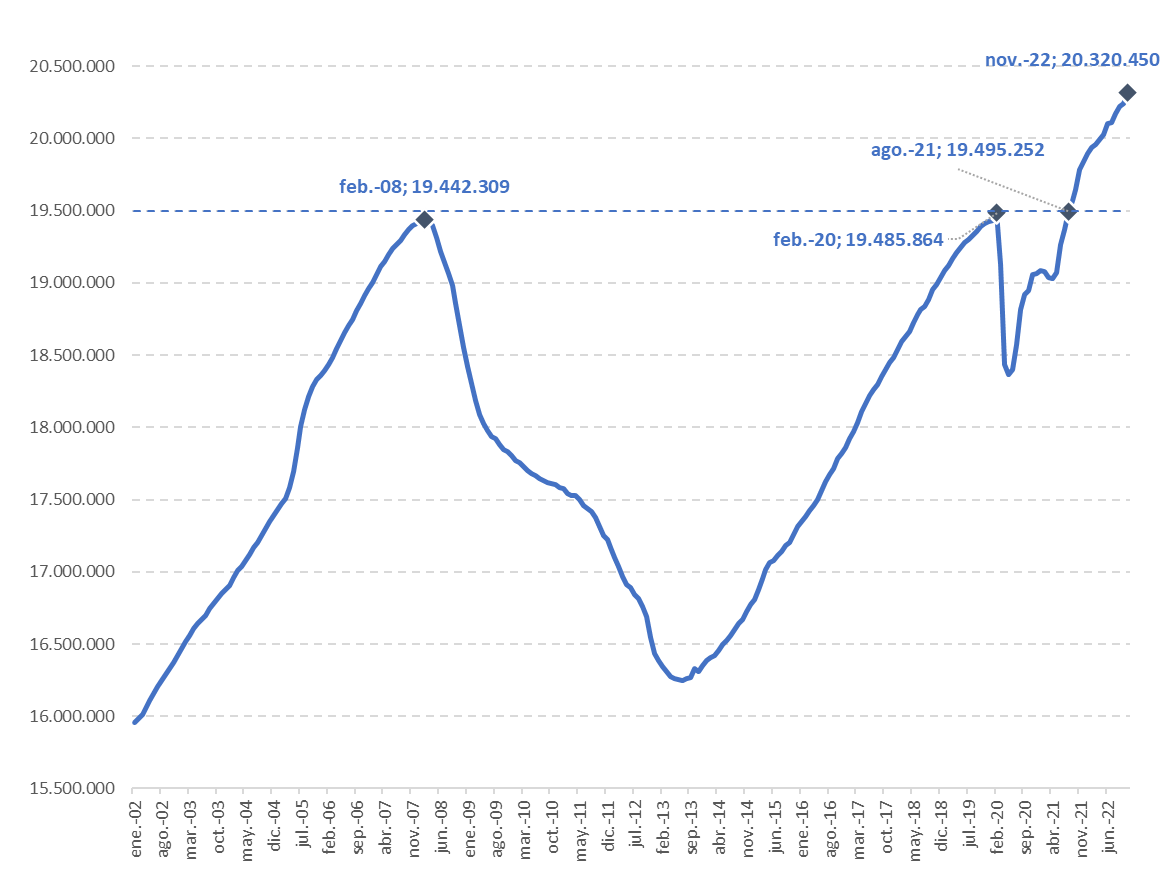 nov.-22; 20.320.450
20.500.000
20.000.000
ago.-21; 19.495.252
feb.-08; 19.442.309
19.500.000
feb.-20; 19.485.864
19.000.000
18.500.000
18.000.000
17.500.000
17.000.000
16.500.000
16.000.000
15.500.000
ene.-02
ago.-02
mar.-03
oct.-03
may.-04
dic.-04
jul.-05
feb.-06
sep.-06
abr.-07
nov.-07
jun.-08
ene.-09
ago.-09
mar.-10
oct.-10
may.-11
dic.-11
jul.-12
feb.-13
sep.-13
abr.-14
nov.-14
jun.-15
ene.-16
ago.-16
mar.-17
oct.-17
may.-18
dic.-18
jul.-19
feb.-20
sep.-20
abr.-21
nov.-21
jun.-22